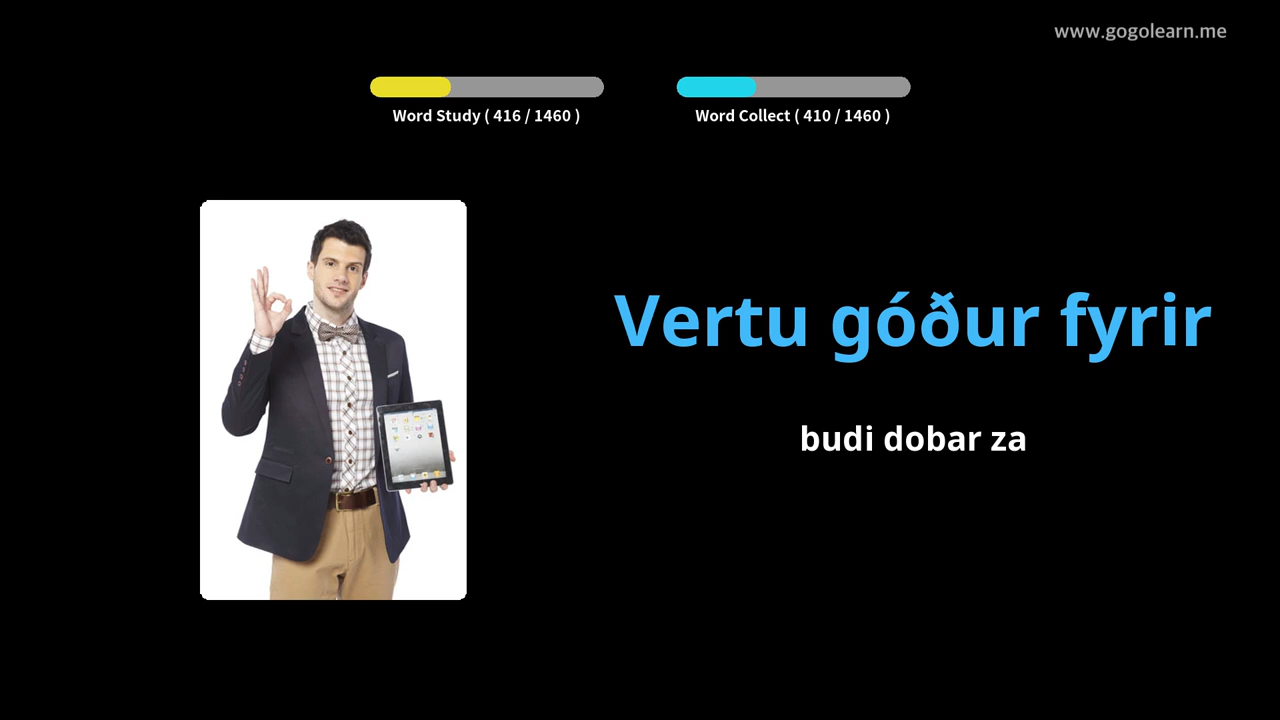 www.gogolearn.me
Word Study ( 416 / 1460 )
Word Collect ( 410 / 1460 )
Vertu góður fyrir
budi dobar za